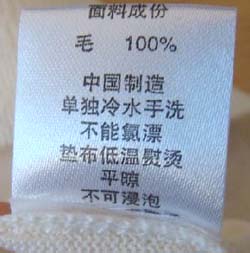 面料成份
毛 100%
中国制造
单独冷水手洗
不能氯漂
垫布低温熨烫
平晾
不可浸泡